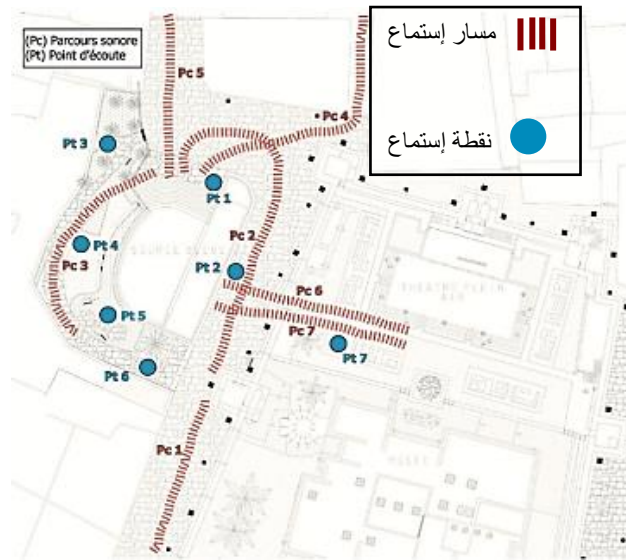 (Pc) Parcours sonore
(Pt) Point d'écoute
مسار إستماع
نقطة إستماع
Pc 5
Pc 4
Pt 3
Pt 1
Pc 2
Pt 4
Pc 3
Pt 2
Pc 6
Pt 5
Pc 7
Pt 7
Pt 6
Pc 1